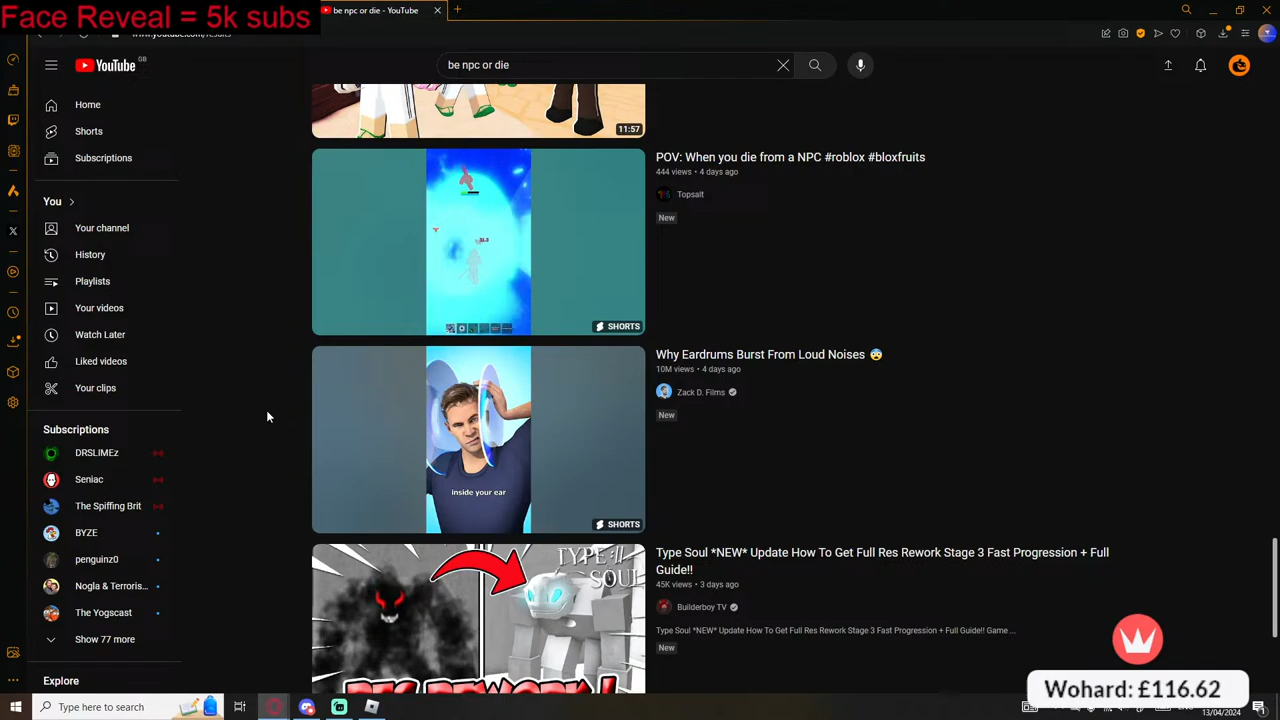 Face Reveal = 5k subs
be npc or die - YouTube
YouTube
GB
be npc or die
Home
Shorts
Subscriptions
You
Your channel
History
Playlists
Your videos
Watch Later
Liked videos
Your clips
Subscriptions
DRSLIMEz
Seniac
The Spiffing Brit
BYZE
penguinz0
Nogla & Terroris...
The Yogscast
Show 77 more
Explore
11:57
SHORTS
POV: When you die from a NPC #roblox #bloxfruits
444 views • 4 days ago
Topsalt
New
Inside your ear
SHORTS
Why Eardrums Burst From Loud Noises 😨
10M views • 4 days ago
Zack D. Films
New
TYPE ://
SOUL
Type Soul *NEW* Update How To Get Full Res Rework Stage 3 Fast Progression + Full
Guide!!
45K views • 3 days ago
Builderboy TV
Type Soul *NEW* Update How To Get Full Res Rework Stage 3 Fast Progression + Full Guide!! Game ...
New
Wohard: £116.62
Type here to search
13/04/2024